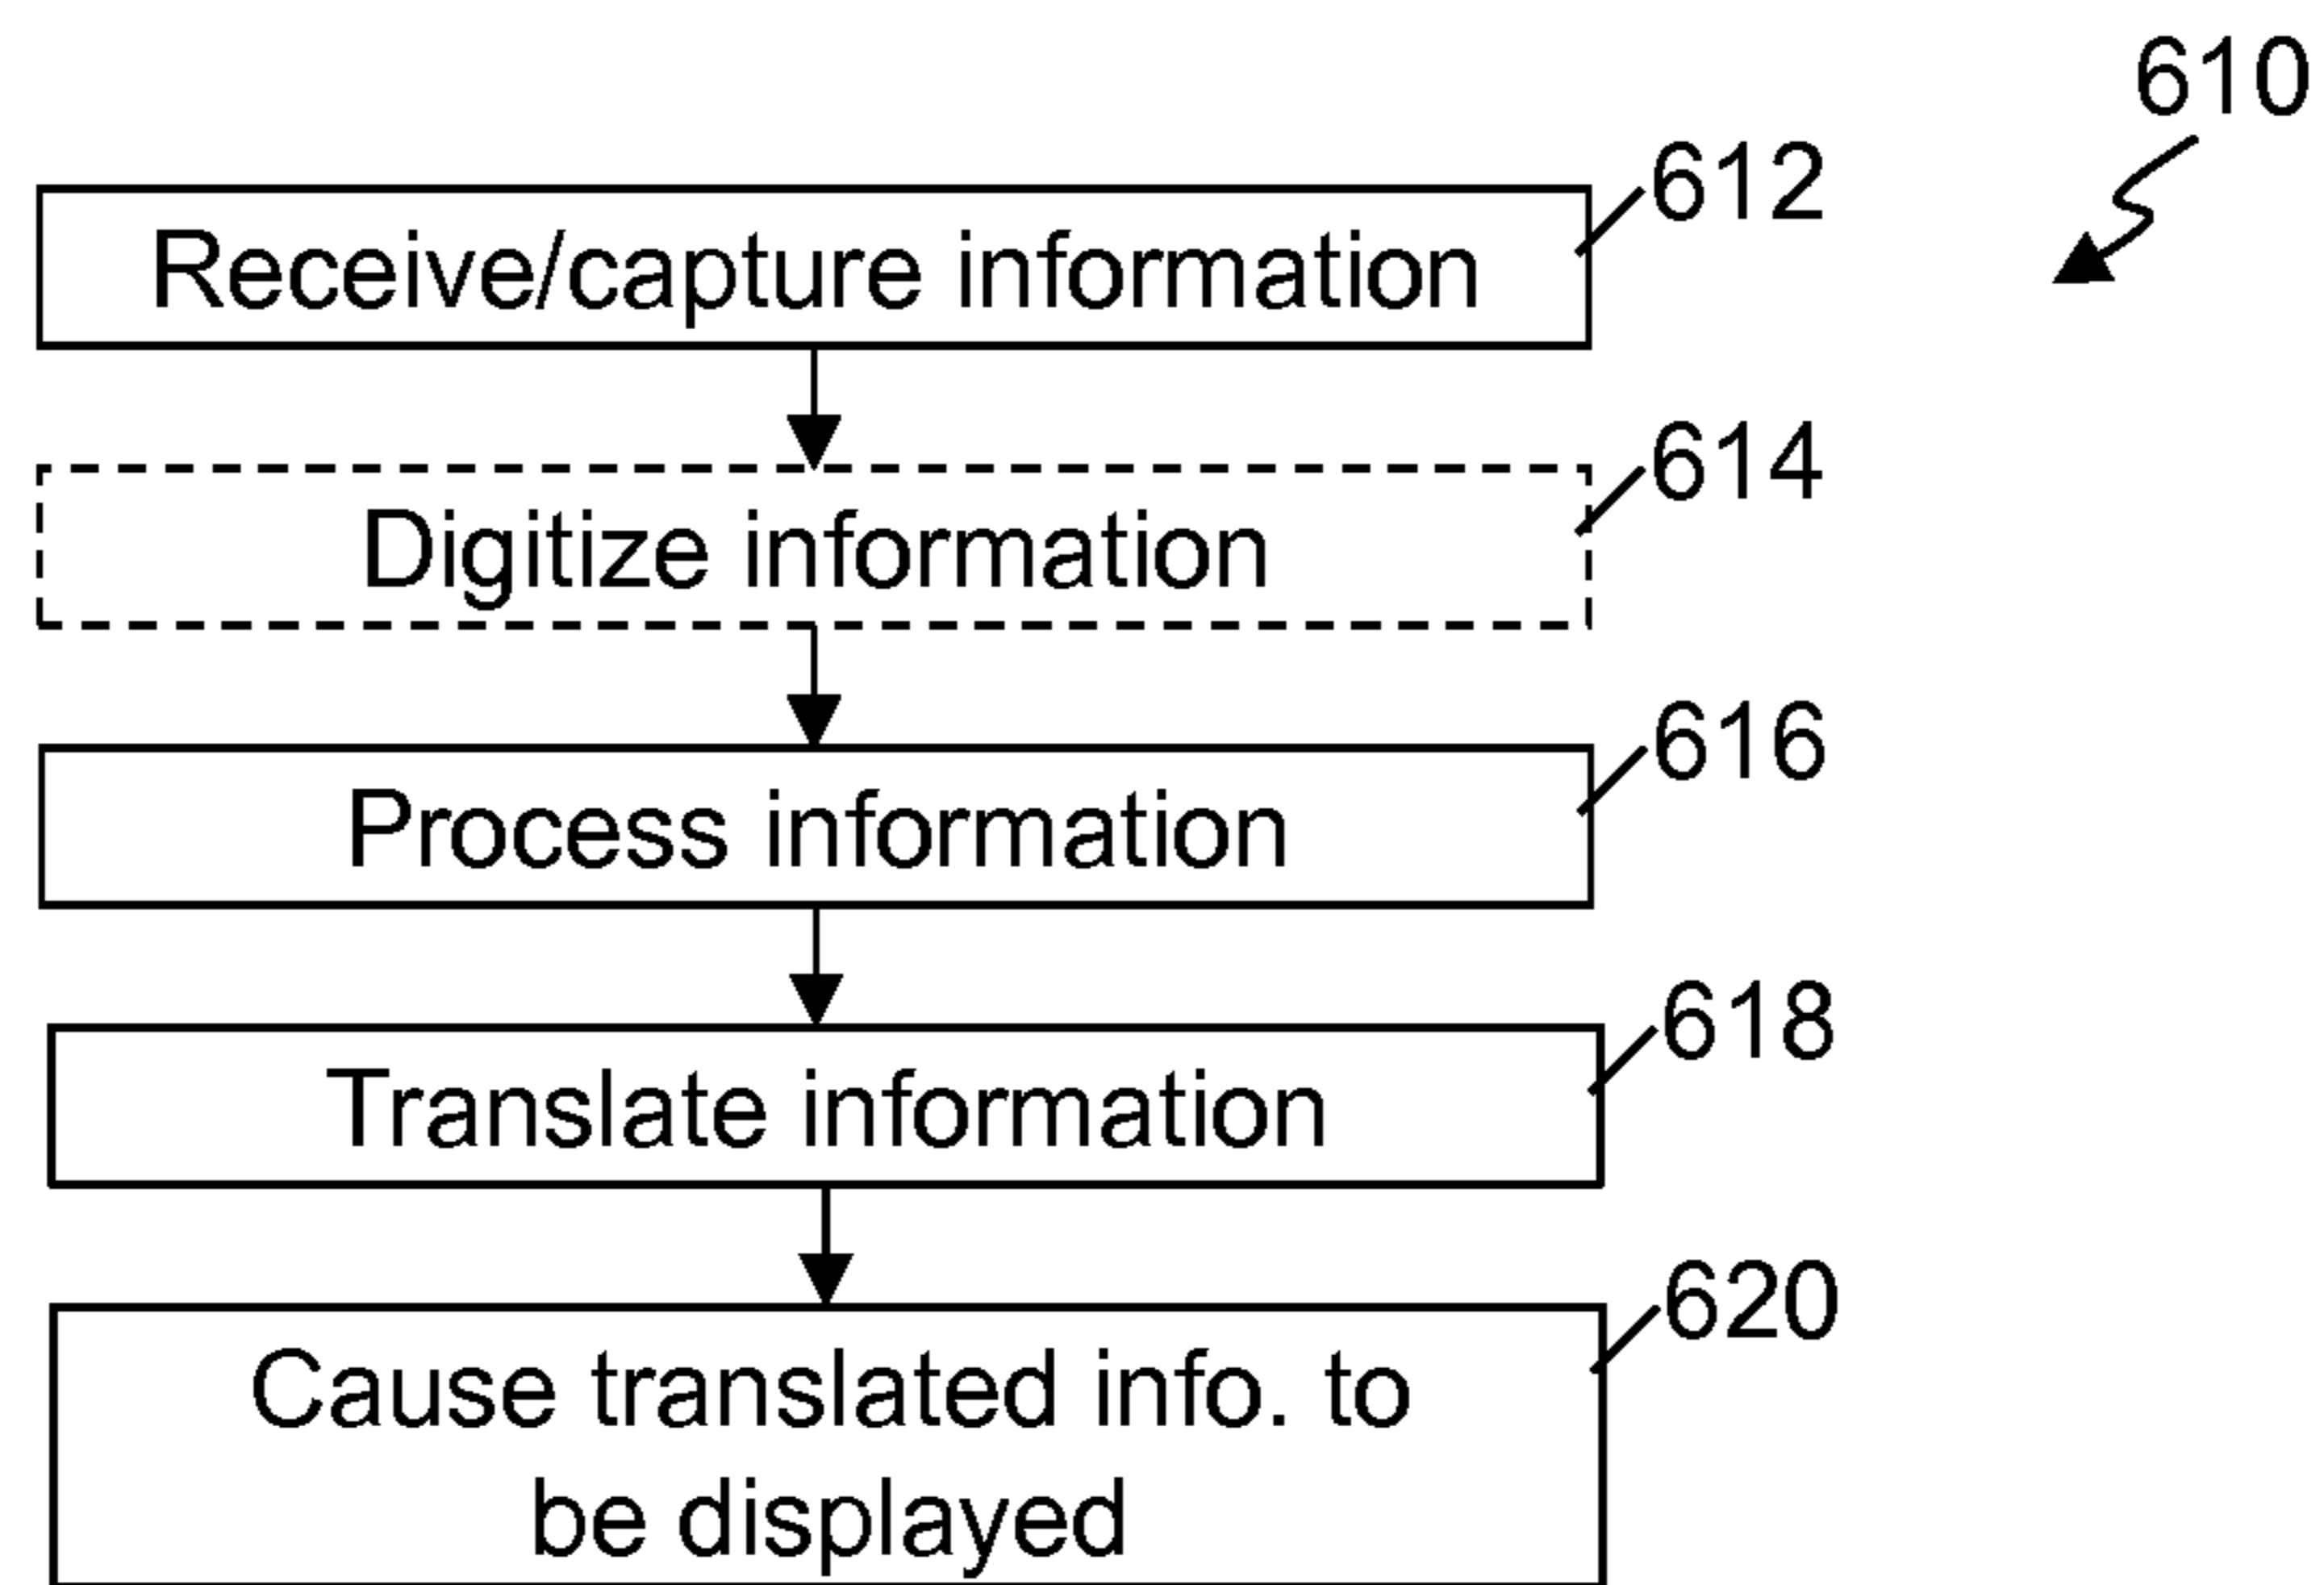 610
612
Receive/capture information
614
Digitize information
616
Process information
618
Translate information
620
Cause translated info. to
be displayed